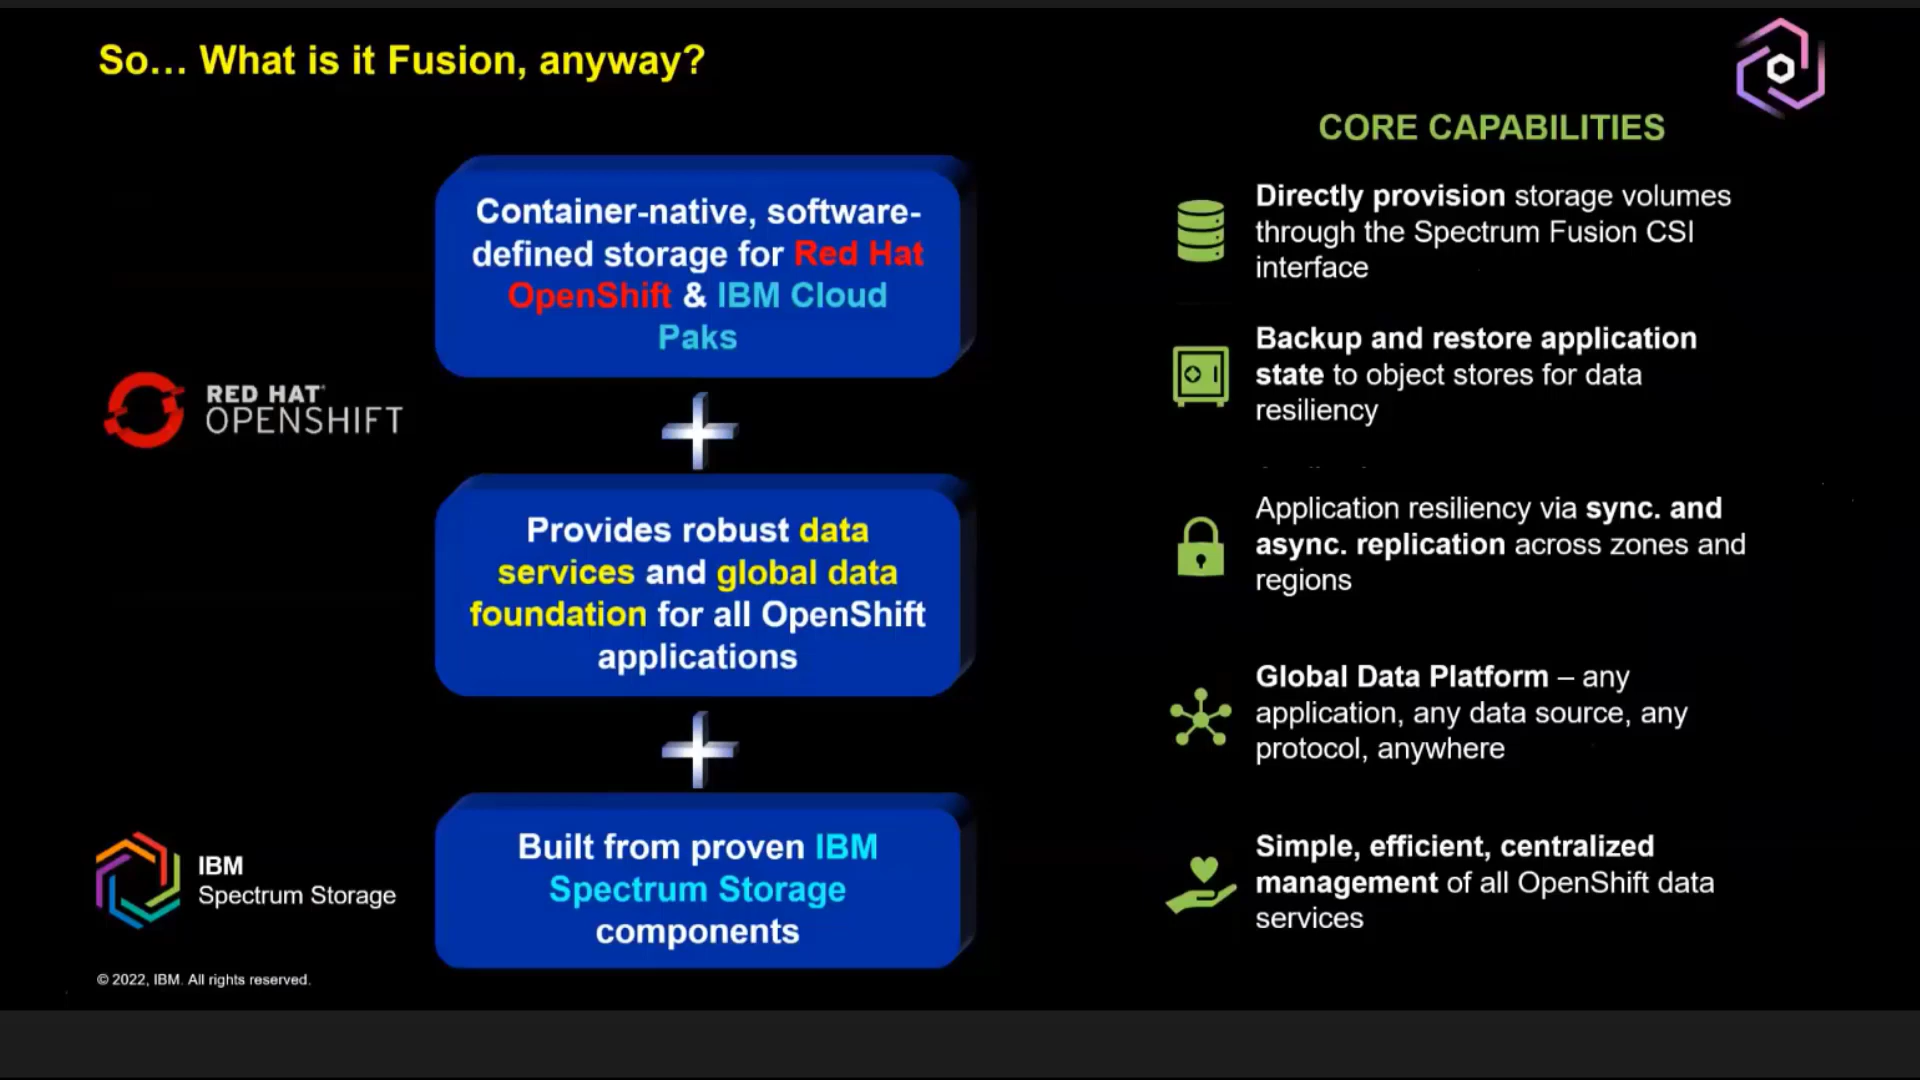 So... What is it Fusion, anyway?
CORE CAPABILITIES
Container-native, software-
defined storage for Red Hat
OpenShift & IBM Cloud
Paks
RED HAT
OPENSHIFT
Provides robust data
services and global data
foundation for all OpenShift
applications
Built from proven IBM
Spectrum Storage
components
IBM
Spectrum Storage
Directly provision storage volumes
through the Spectrum Fusion CSI
interface
Backup and restore application
state to object stores for data
resiliency
Application resiliency via sync. and
async. replication across zones and
regions
Global Data Platform – any
application, any data source, any
protocol, anywhere
Simple, efficient, centralized
management of all OpenShift data
services
© 2022, IBM. All rights reserved.